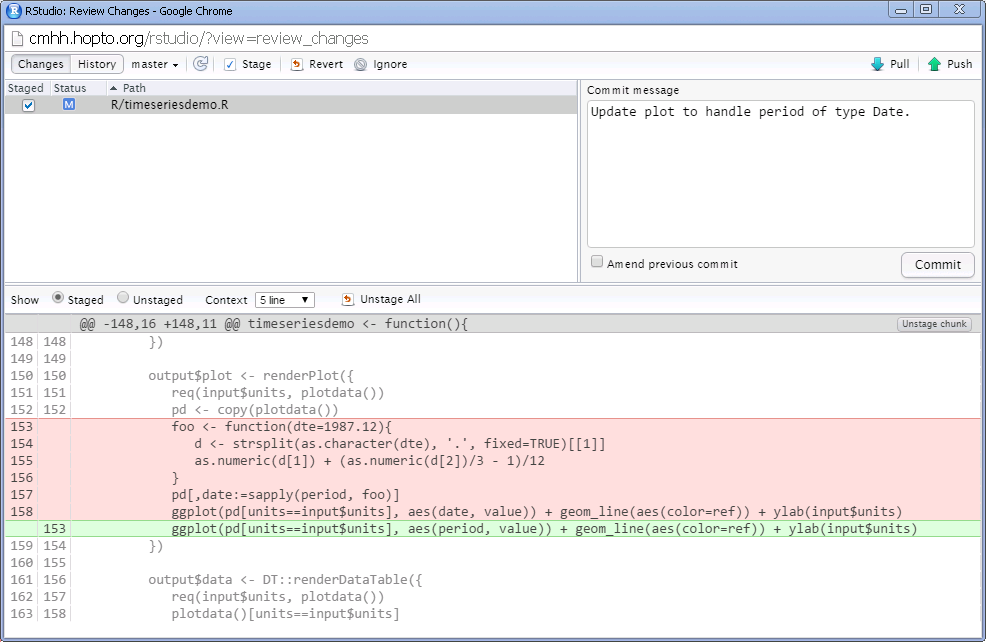 RStudio: Review Changes - Google Chrome
cmhh.hopto.org/rstudio/?view=review_changes
Changes History master Stage Revert Ignore Pull Push
Staged Status Path
M R/timeseriesdemo.R
Commit message
Update plot to handle period of type Date.
Amend previous commit Commit
Show Staged Unstaged Context 5 line Unstage All
@@ -148,16 +148,11 @@ timeseriesdemo <- function(){ Unstage chunk
148 148 })
149 149
150 150 output$plot <- renderPlot({
151 151 req(input$units, plotdata())
152 152 pd <- copy(plotdata())
153 foo <- function(dte=1987.12){
154 d <- strsplit(as.character(dte), '.', fixed=TRUE)[[1]]
155 as.numeric(d[1]) + (as.numeric(d[2])/3 - 1)/12
156 }
157 pd[,date:=sapply(period, foo)]
158 ggplot(pd[units==input$units], aes(date, value)) + geom_line(aes(color=ref)) + ylab(input$units)
153 ggplot(pd[units==input$units], aes(period, value)) + geom_line(aes(color=ref)) + ylab(input$units)
159 154 })
160 155
161 156 output$data <- DT::renderDataTable({
162 157 req(input$units, plotdata())
163 158 plotdata()[units==input$units]